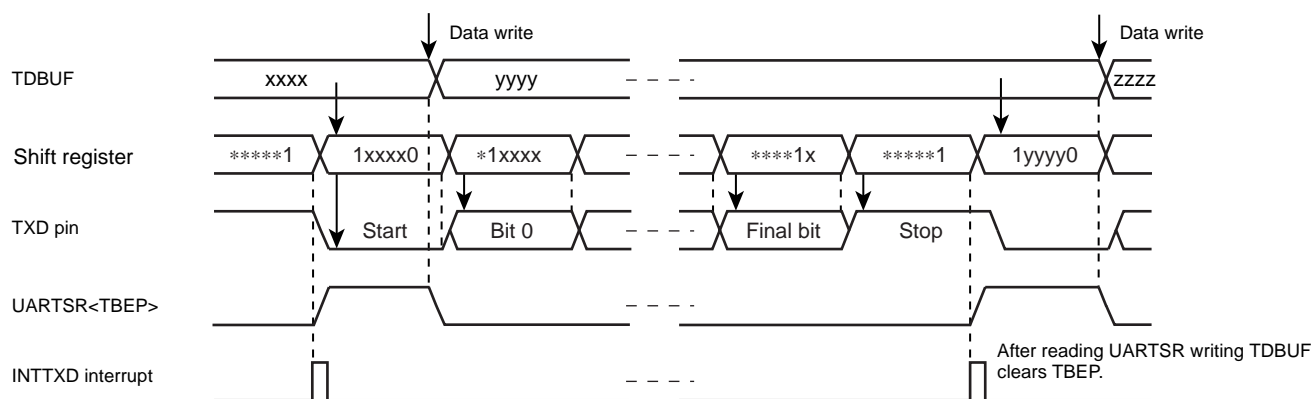 Data write Data write
TDBUF xxxx yyyy zzzz
Shift register *****1 1xxxx0 *1xxxx ****1x *****1 1yyyy0
TXD pin Start Bit 0 Final bit Stop
UARTSR<TBEP>
After reading UARTSR writing TDBUF
INTTXD interrupt clears TBEP.